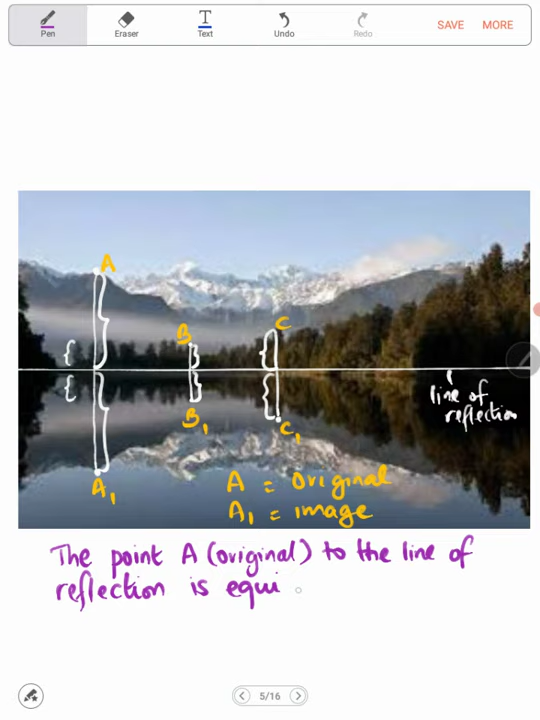 Pen Eraser Text Undo Redo SAVE MORE
A
B
C
line of
reflection
B₁
C₁
A₁
A = original
A₁ = image
The point A (original) to the line of
reflection is equi
5/16